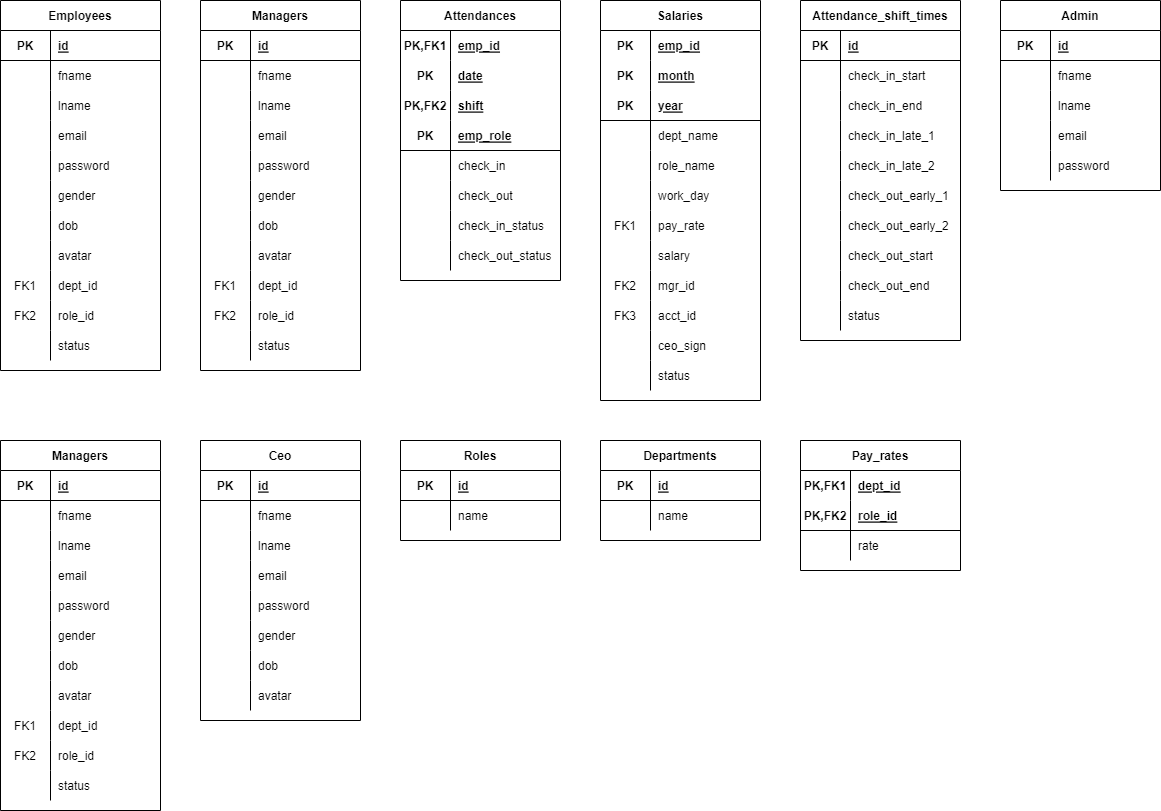 Employees
PK id
fname
lname
email
password
gender
dob
avatar
FK1 dept_id
FK2 role_id
status
Managers
PK id
fname
lname
email
password
gender
dob
avatar
FK1 dept_id
FK2 role_id
status
Attendances
PK,FK1 emp_id
PK date
PK,FK2 shift
PK emp_role
check_in
check_out
check_in_status
check_out_status
Salaries
PK emp_id
PK month
PK year
dept_name
role_name
work_day
FK1 pay_rate
salary
FK2 mgr_id
FK3 acct_id
ceo_sign
status
Attendance_shift_times
PK id
check_in_start
check_in_end
check_in_late_1
check_in_late_2
check_out_early_1
check_out_early_2
check_out_start
check_out_end
status
Admin
PK id
fname
lname
email
password
Managers
PK id
fname
lname
email
password
gender
dob
avatar
FK1 dept_id
FK2 role_id
status
Ceo
PK id
fname
lname
email
password
gender
dob
avatar
Roles
PK id
name
Departments
PK id
name
Pay_rates
PK,FK1 dept_id
PK,FK2 role_id
rate